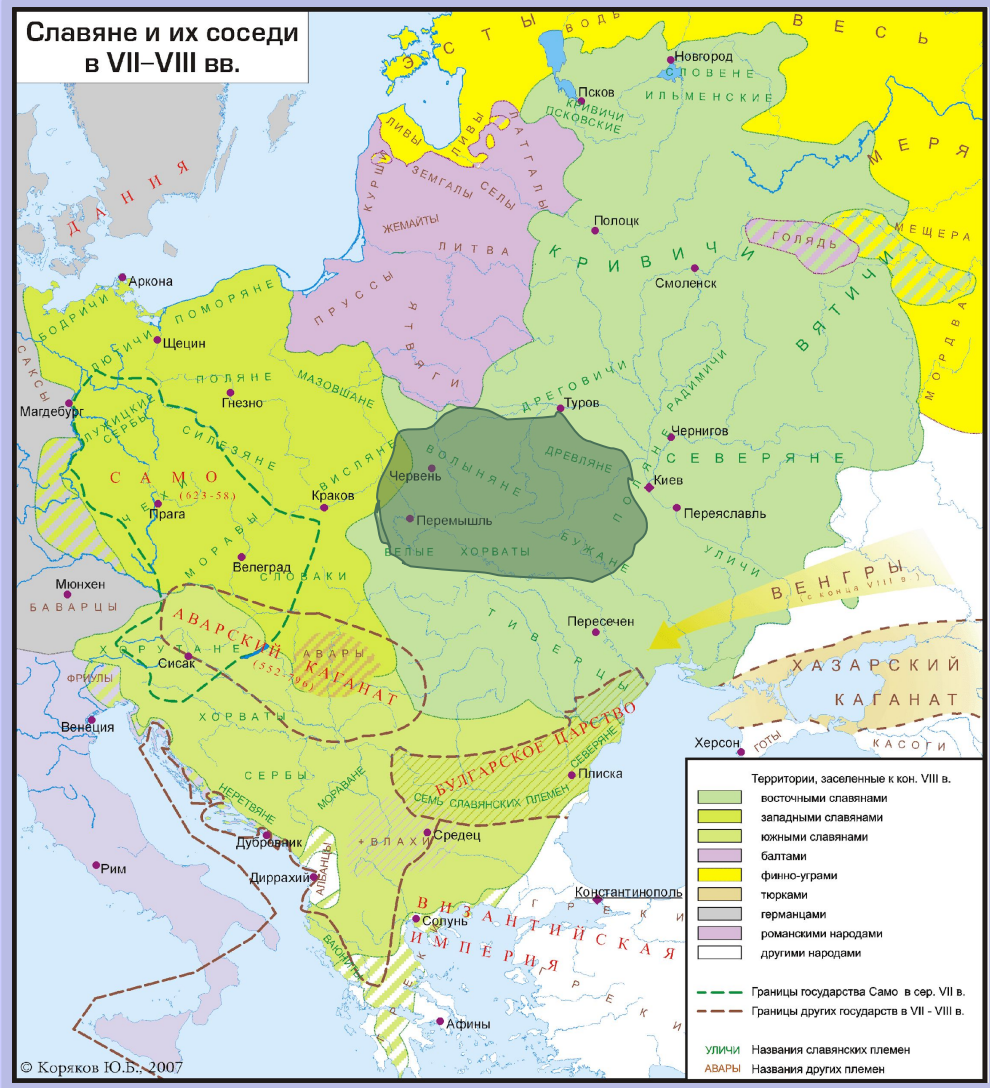 Славяне и их соседи
в VII–VIII вв.
ЭСТЫ
ВОДЬ
ВЕСЬ
Новгород
СЛОВЕНЕ
ИЛЬМЕНСКИЕ
Псков
КРИВИЧИ
ПСКОВСКИЕ
ЛИВЫ
ЛИВЫ
ЛАТГАЛЫ
МЕРЯ
КУРШИ
ЗЕМГАЛЫ
СЕЛЫ
ДАНИЯ
ЖЕМАЙТЫ
ЛИТВА
Полоцк
КРИВИЧИ
ГОЛЯДЬ
МЕЩЕРА
Смоленск
ВЯТИЧИ
Аркона
ПРУССЫ
ЯТВЯГИ
МОРДВА
БОДРИЧИ
ПОМОРЯНЕ
ЛЮТИЧИ
Щецин
САКСЫ
ПОЛЯНЕ
МАЗОВШАНЕ
ДРЕГОВИЧИ
РАДИМИЧИ
Гнезно
Магдебург
Туров
ЛУЖИЦКИЕ
СЕРБЫ
СИЛЕЗЯНЕ
Чернигов
ВИСЛЯНЕ
ВОЛЫНЯНЕ
ДРЕВЛЯНЕ
ПОЛЯНЕ
СЕВЕРЯНЕ
САМО
(623-58.)
Червень
Киев
ЧЕХИ
Прага
Краков
Переяславль
Перемышль
МОРАВЫ
БЕЛЫЕ ХОРВАТЫ
БУЖАНЕ
УЛИЧИ
Велеград
СЛОВАКИ
Мюнхен
БАВАРЦЫ
ВЕНГРЫ
(с конца VIII в.)
АВАРСКИЙ КАГАНАТ
(552-796)
ТИВЕРЦЫ
Пересечен
ХОРУТАНЕ
АВАРЫ
Сисак
ХАЗАРСКИЙ
КАГАНАТ
ФРИУЛЫ
Венеция
ХОРВАТЫ
БУЛГАРСКОЕ ЦАРСТВО
СЕВЕРЯНЕ
Херсон
ГОТЫ
КАСОГИ
СЕРБЫ
МОРАВАНЕ
Плиска
НЕРЕТВЯНЕ
СЕМЬ СЛАВЯНСКИХ ПЛЕМЕН
Средец
+ВЛАХИ
Дубровник
Рим
Диррахий
АЛБАНЦЫ
Константинополь
ВИЗАНТИЙСКАЯ
ИМПЕРИЯ
ГРЕКИ
Солунь
ВАЮНИТЫ
ГРЕКИ
ГРЕКИ
Афины
© Коряков Ю.Б., 2007
Территории, заселенные к кон. VIII в.
восточными славянами
западными славянами
южными славянами
балтами
финно-уграми
тюрками
германцами
романскими народами
другими народами
Границы государства Само в сер. VII в.
Границы других государств в VII - VIII в.
УЛИЧИ Названия славянских племен
АВАРЫ Названия других племен